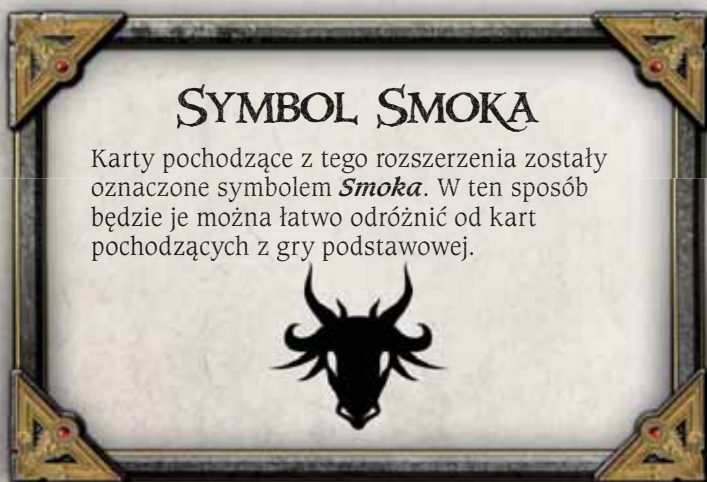 Symbol Smoka
Karty pochodzące z tego rozszerzenia zostały
oznaczone symbolem Smoka. W ten sposób
będzie je można łatwo odróżnić od kart
pochodzących z gry podstawowej.